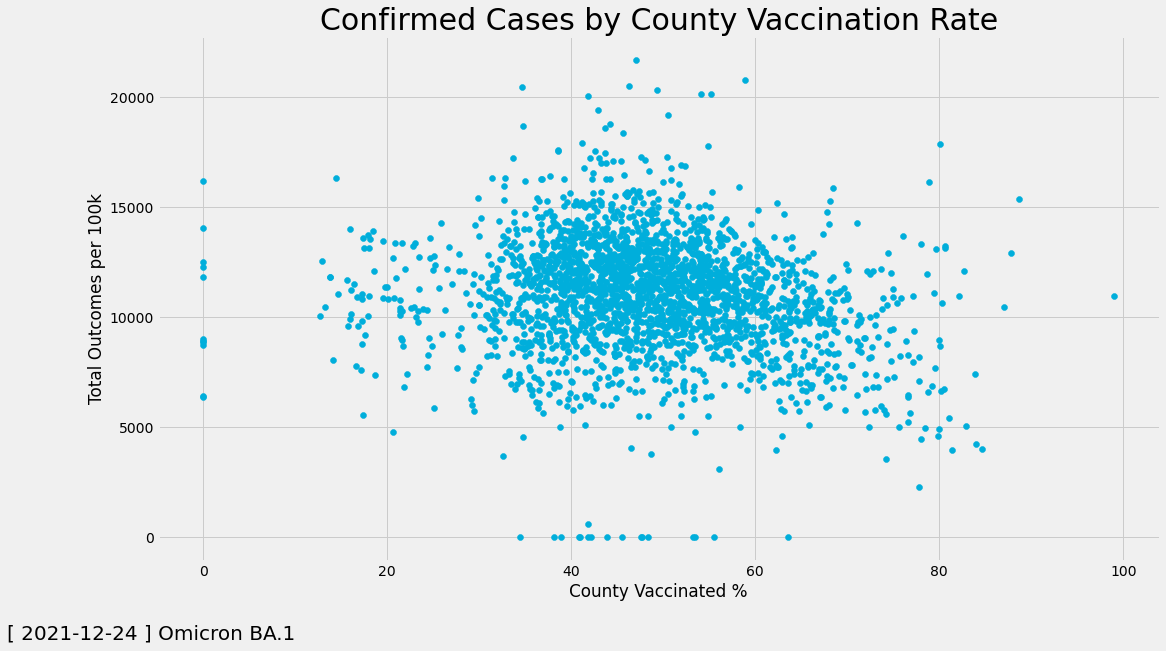 Confirmed Cases by County Vaccination Rate
Total Outcomes per 100k
20000
15000
10000
5000
0
0 20 40 60 80 100
County Vaccinated %
[ 2021-12-24 ] Omicron BA.1